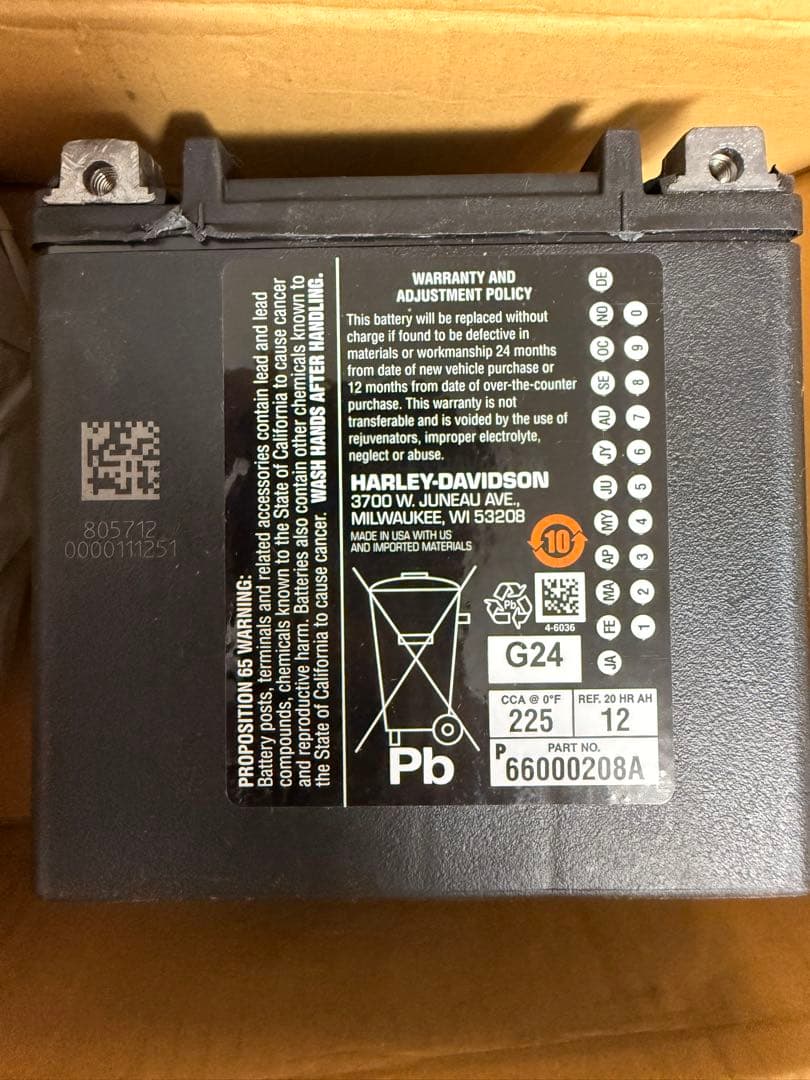 805712
0000111251
PROPOSITION 65 WARNING:
Battery posts, terminals and related accessories contain lead and lead
compounds, chemicals known to the State of California to cause cancer
and reproductive harm. Batteries also contain other chemicals known to
the State of California to cause cancer. WASH HANDS AFTER HANDLING.
WARRANTY AND
ADJUSTMENT POLICY
This battery will be replaced without
charge if found to be defective in
materials or workmanship 24 months
from date of new vehicle purchase or
12 months from date of over-the-counter
purchase. This warranty is not
transferable and is voided by the use of
rejuvenators, improper electrolyte,
neglect or abuse.
HARLEY-DAVIDSON
3700 W. JUNEAU AVE.,
MILWAUKEE, WI 53208
MADE IN USA WITH US
AND IMPORTED MATERIALS
10
Pb
4-6036
G24
CCA @ 0°F
225
REF. 20 HR AH
12
P
PART NO.
66000208A
Pb
JA FE MA AP MY JU JY AU SE OC NO DE
1 2 3 4 5 6 7 8 9 0